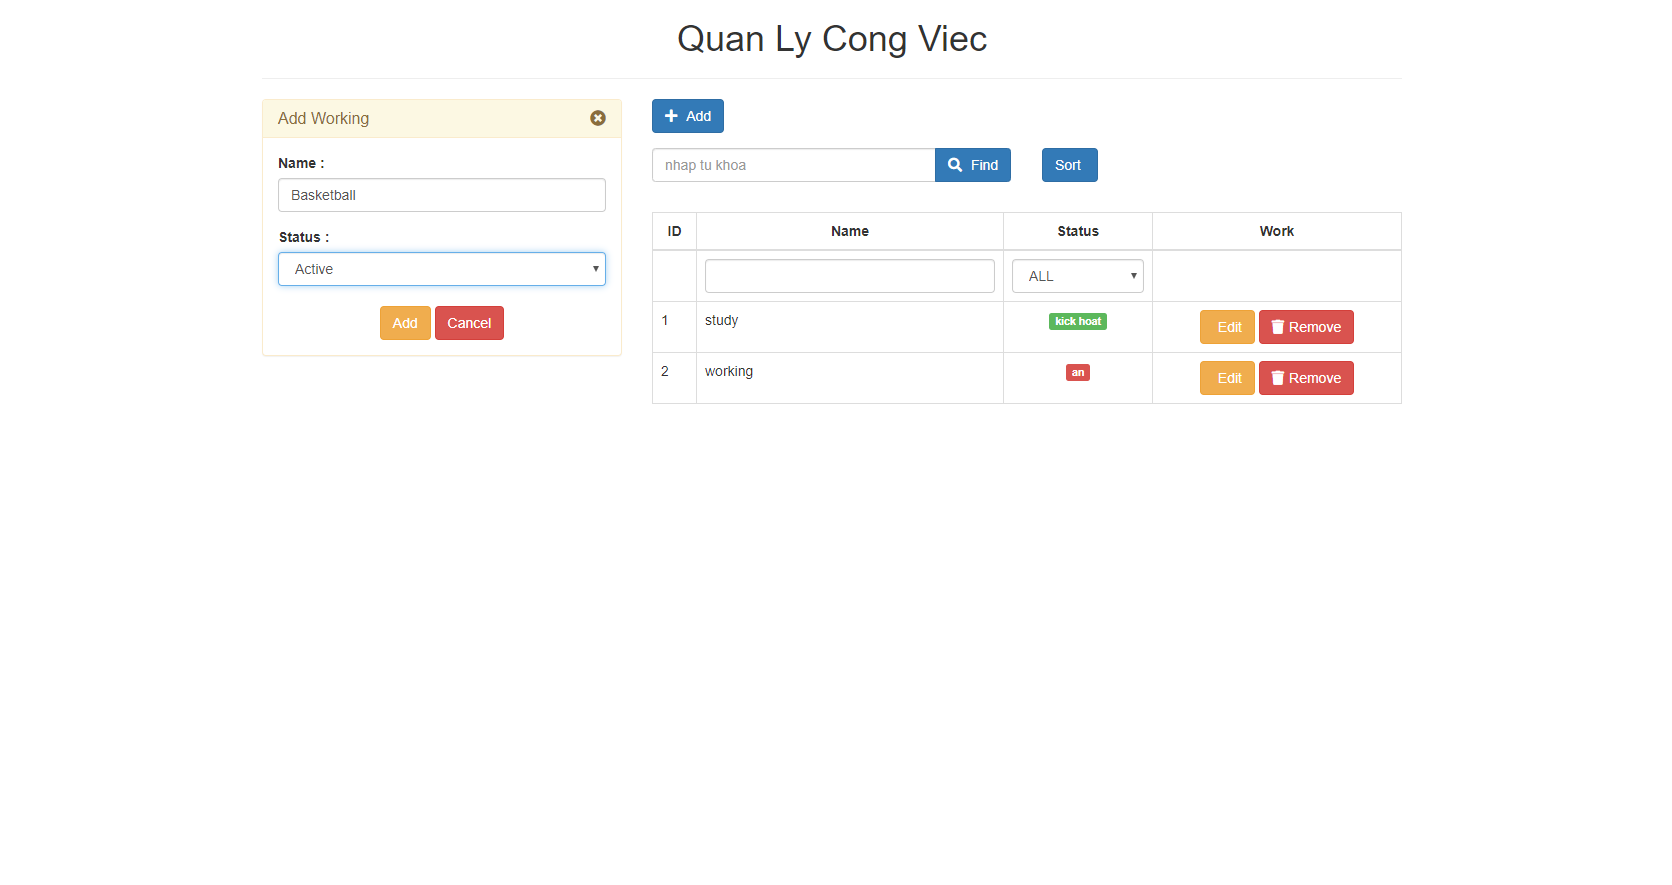 Quan Ly Cong Viec
Add Working
Name :
Basketball
Status :
Active
Add Cancel
Add
nhap tu khoa Find Sort
ID Name Status Work
ALL
1 study kick hoat Edit Remove
2 working an Edit Remove